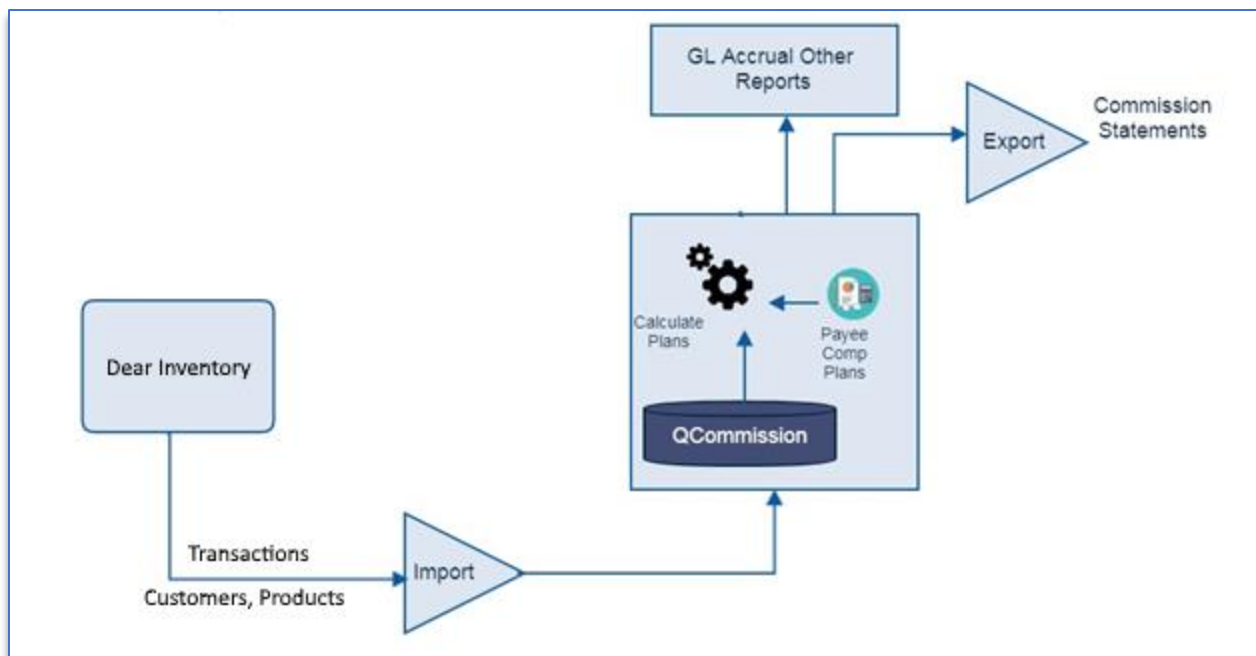 GL Accrual Other
Reports
Export
Commission
Statements
Calculate
Plans
Payee
Comp
Plans
QCommission
Dear Inventory
Transactions
Customers, Products
Import